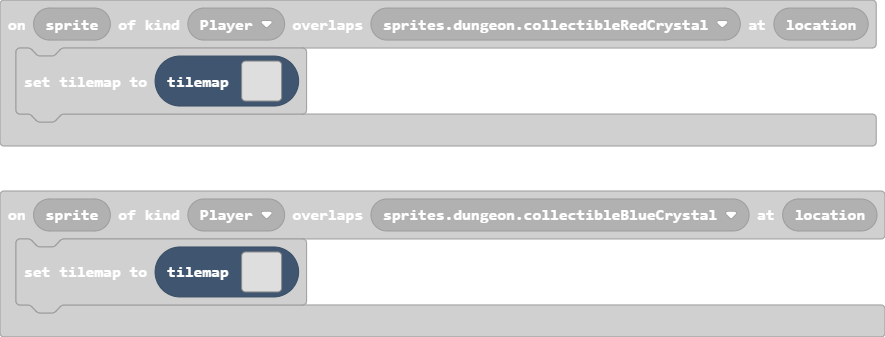 on sprite of kind Player overlaps sprites.dungeon.collectibleRedCrystal at location
set tilemap to tilemap
on sprite of kind Player overlaps sprites.dungeon.collectibleBlueCrystal at location
set tilemap to tilemap